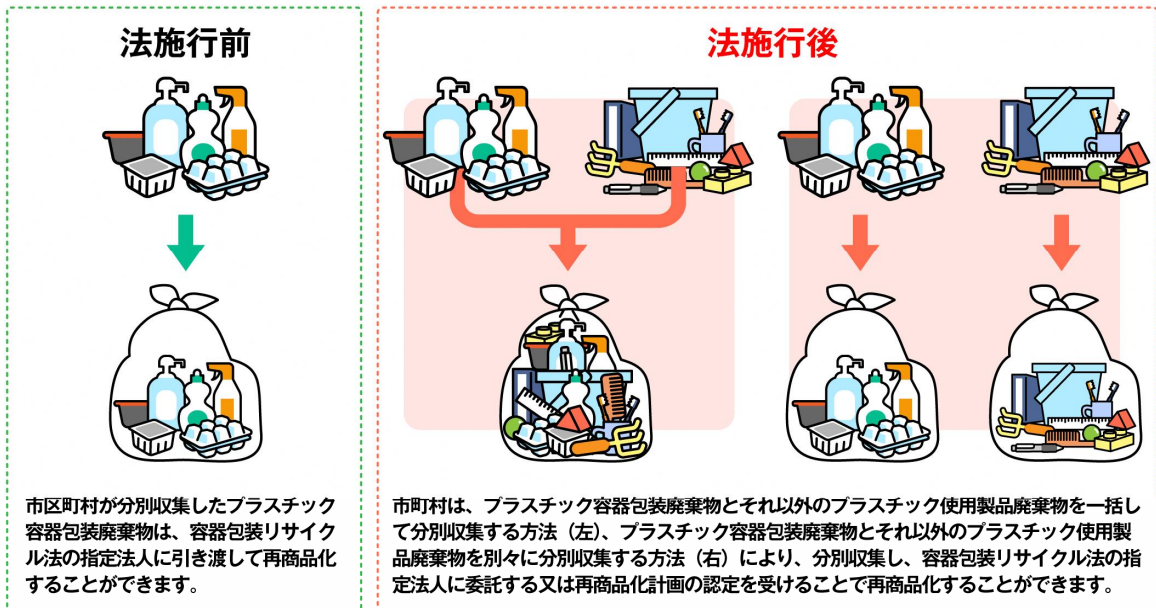 法施行前
市区町村が分別収集したプラスチック
容器包装廃棄物は、容器包装リサイク
ル法の指定法人に引き渡して再商品化
することができます。
法施行後
市町村は、プラスチック容器包装廃棄物とそれ以外のプラスチック使用製品廃棄物を一括し
て分別収集する方法（左）、プラスチック容器包装廃棄物とそれ以外のプラスチック使用製
品廃棄物を別々に分別収集する方法（右）により、分別収集し、容器包装リサイクル法の指
定法人に委託する又は再商品化計画の認定を受けることで再商品化することができます。